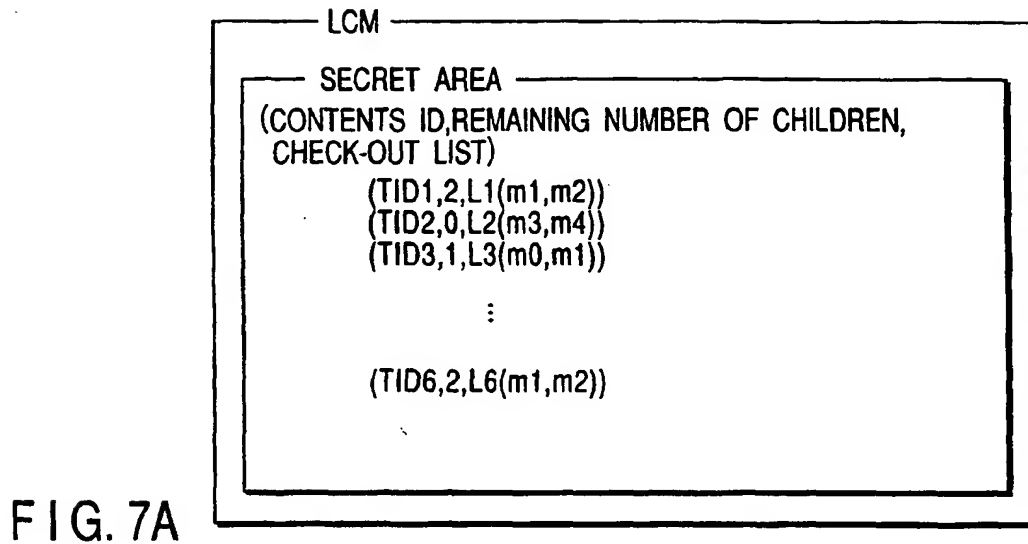 LCM
SECRET AREA
(CONTENTS ID,REMAINING NUMBER OF CHILDREN,
CHECK-OUT LIST)
(TID1,2,L1(m1,m2))
(TID2,0,L2(m3,m4))
(TID3,1,L3(m0,m1))
⋮
(TID6,2,L6(m1,m2))
FIG. 7A